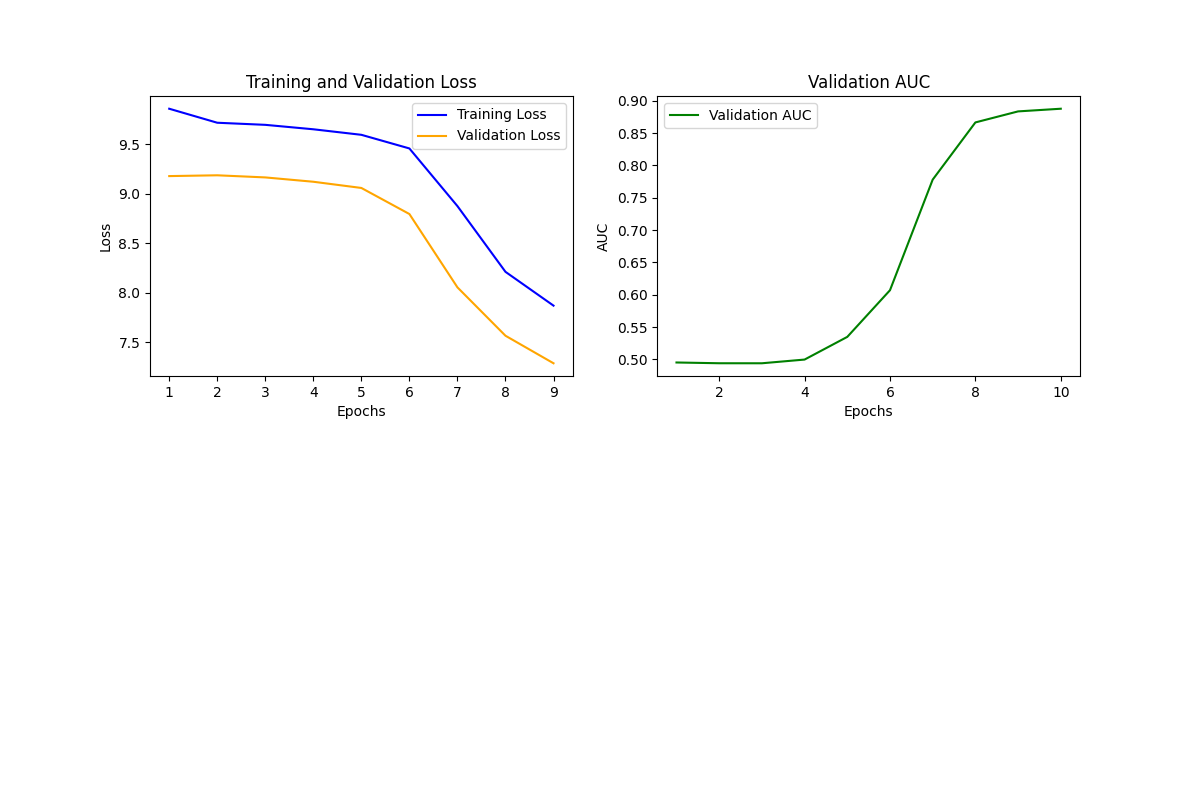 Training and Validation Loss
Training Loss
Validation Loss
9.5
9.0
8.5
8.0
7.5
Loss
1 2 3 4 5 6 7 8 9
Epochs
Validation AUC
Validation AUC
0.90
0.85
0.80
0.75
0.70
0.65
0.60
0.55
0.50
AUC
2 4 6 8 10
Epochs